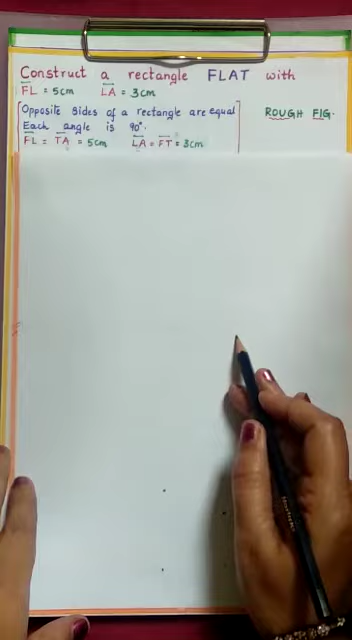 Construct a rectangle FLAT with
FL = 5cm LA = 3cm
[Opposite sides of a rectangle are equal
Each angle is 90°.]
FL = TA = 5cm LA = FT = 3cm
ROUGH FIG.